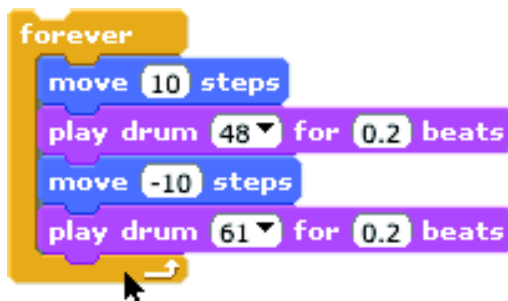 forever
move 10 steps
play drum 48 for 0.2 beats
move -10 steps
play drum 61 for 0.2 beats